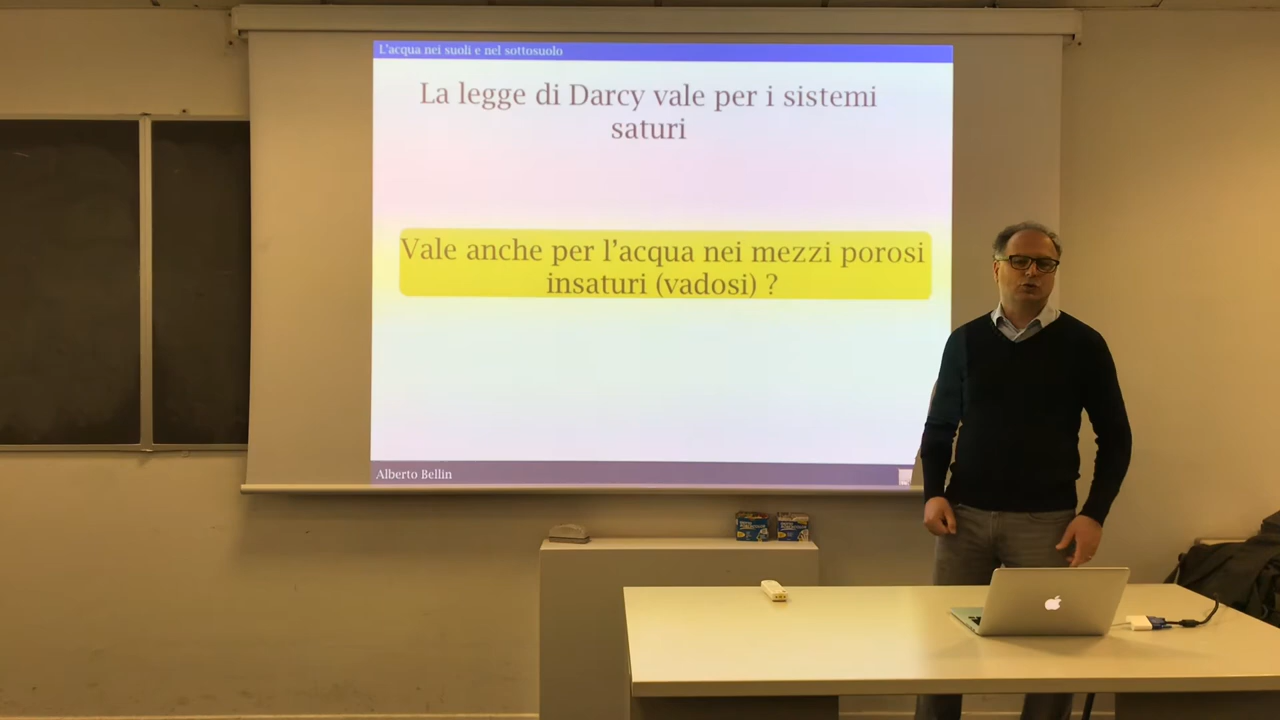 L'acqua nei suoli e nel sottosuolo
La legge di Darcy vale per i sistemi
saturi
Vale anche per l'acqua nei mezzi porosi
insaturi (vadosi) ?
Alberto Bellin